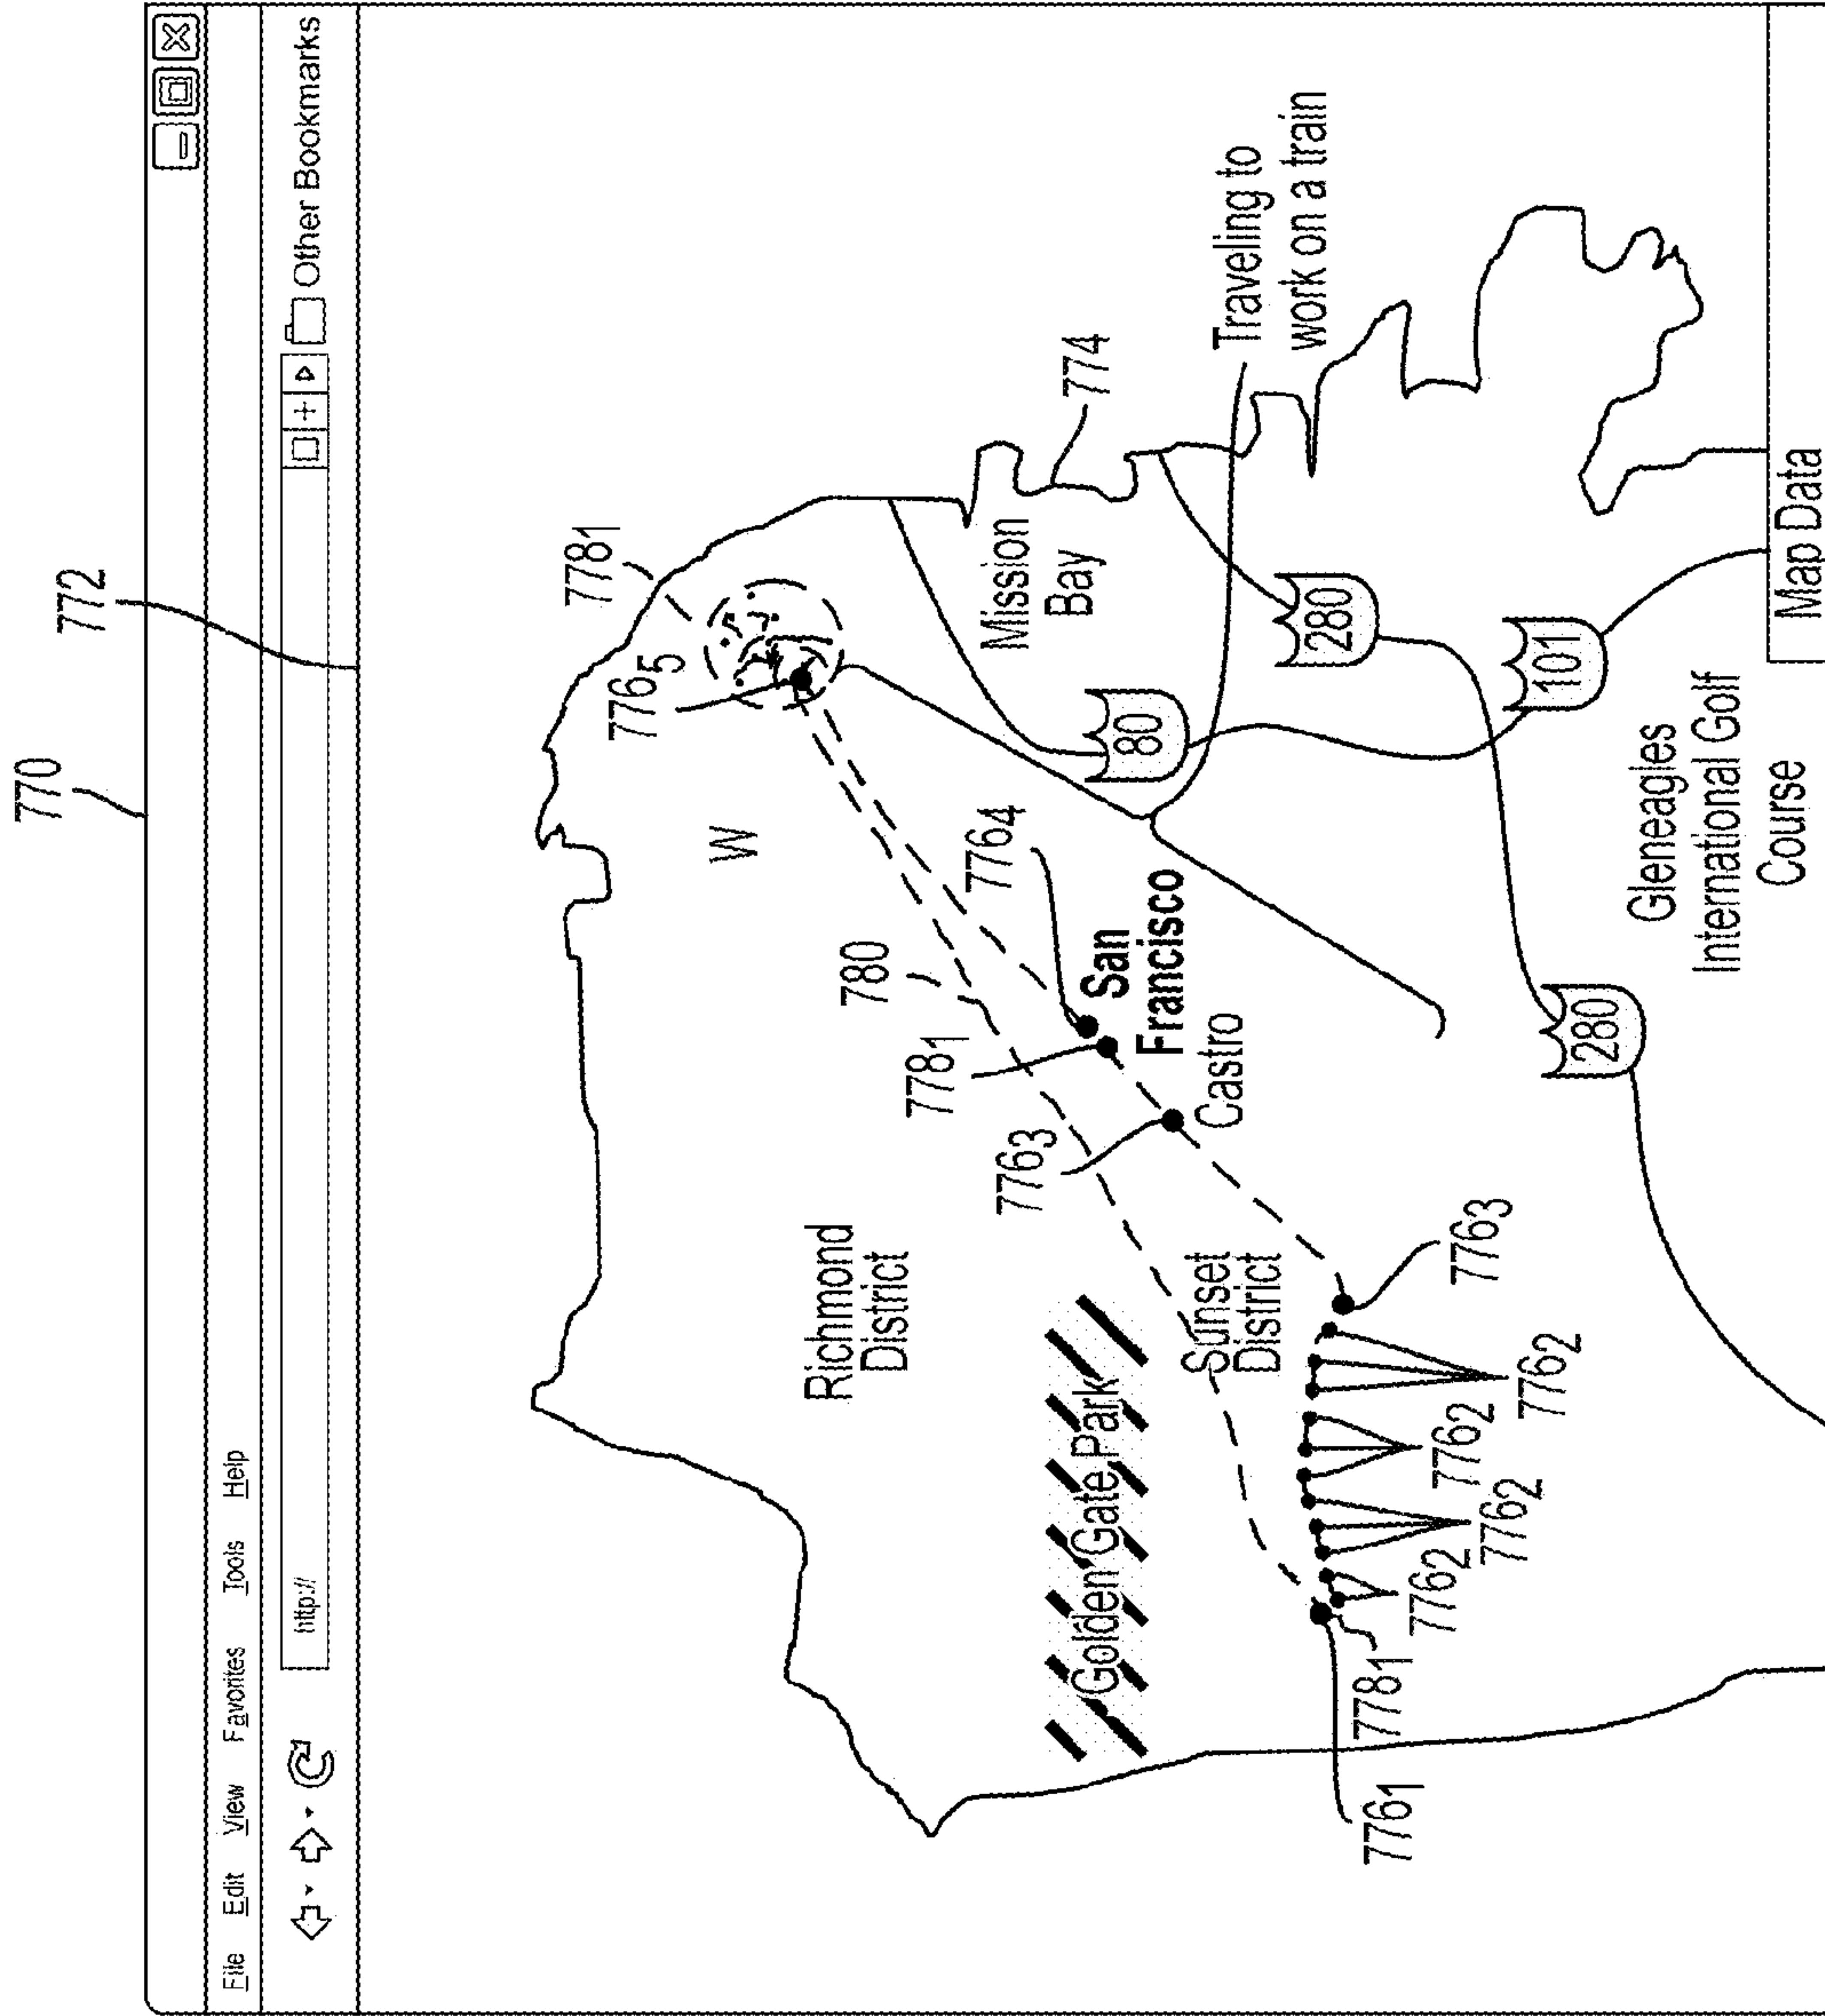 770
772
File Edit View Favorites Tools Help
http://
Other Bookmarks
7781
7765
W
774
Richmond
District
780
7781
7764
Mission
Bay
San
Francisco
Castro
7763
80
Traveling to
work on a train
Golden Gate Park
Sunset
District
280
7763
7761
7781
7762
7762
7762
7762
101
280
Gleneagles
International Golf
Course
Map Data